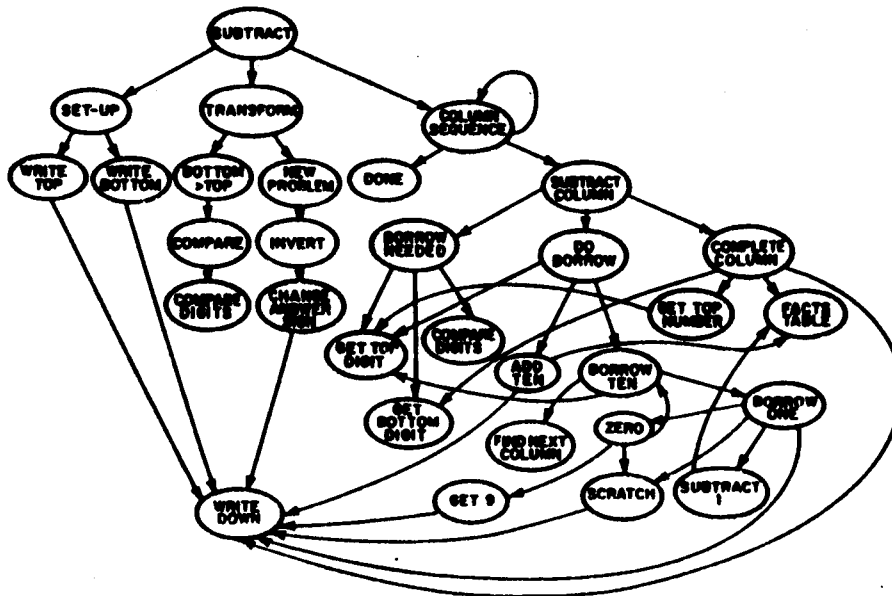 SUBTRACT
SET-UP
TRANSFORM
COLUMN
SEQUENCE
WRITE
TOP
WRITE
BOTTOM
BOTTOM
>TOP
NEW
PROBLEM
DONE
SUBTRACT
COLUMN
COMPARE
INVERT
BORROW
NEEDED
DO
BORROW
COMPLETE
COLUMN
COMPARE
DIGITS
CHANGE
ANSWER
SIGN
GET TOP
DIGIT
COMPARE
DIGITS
GET TOP
NUMBER
FACTS
TABLE
ADD
TEN
BORROW
TEN
BORROW
ONE
GET
BOTTOM
DIGIT
FIND NEXT
COLUMN
ZERO
WRITE
DOWN
GET 9
SCRATCH
SUBTRACT
1